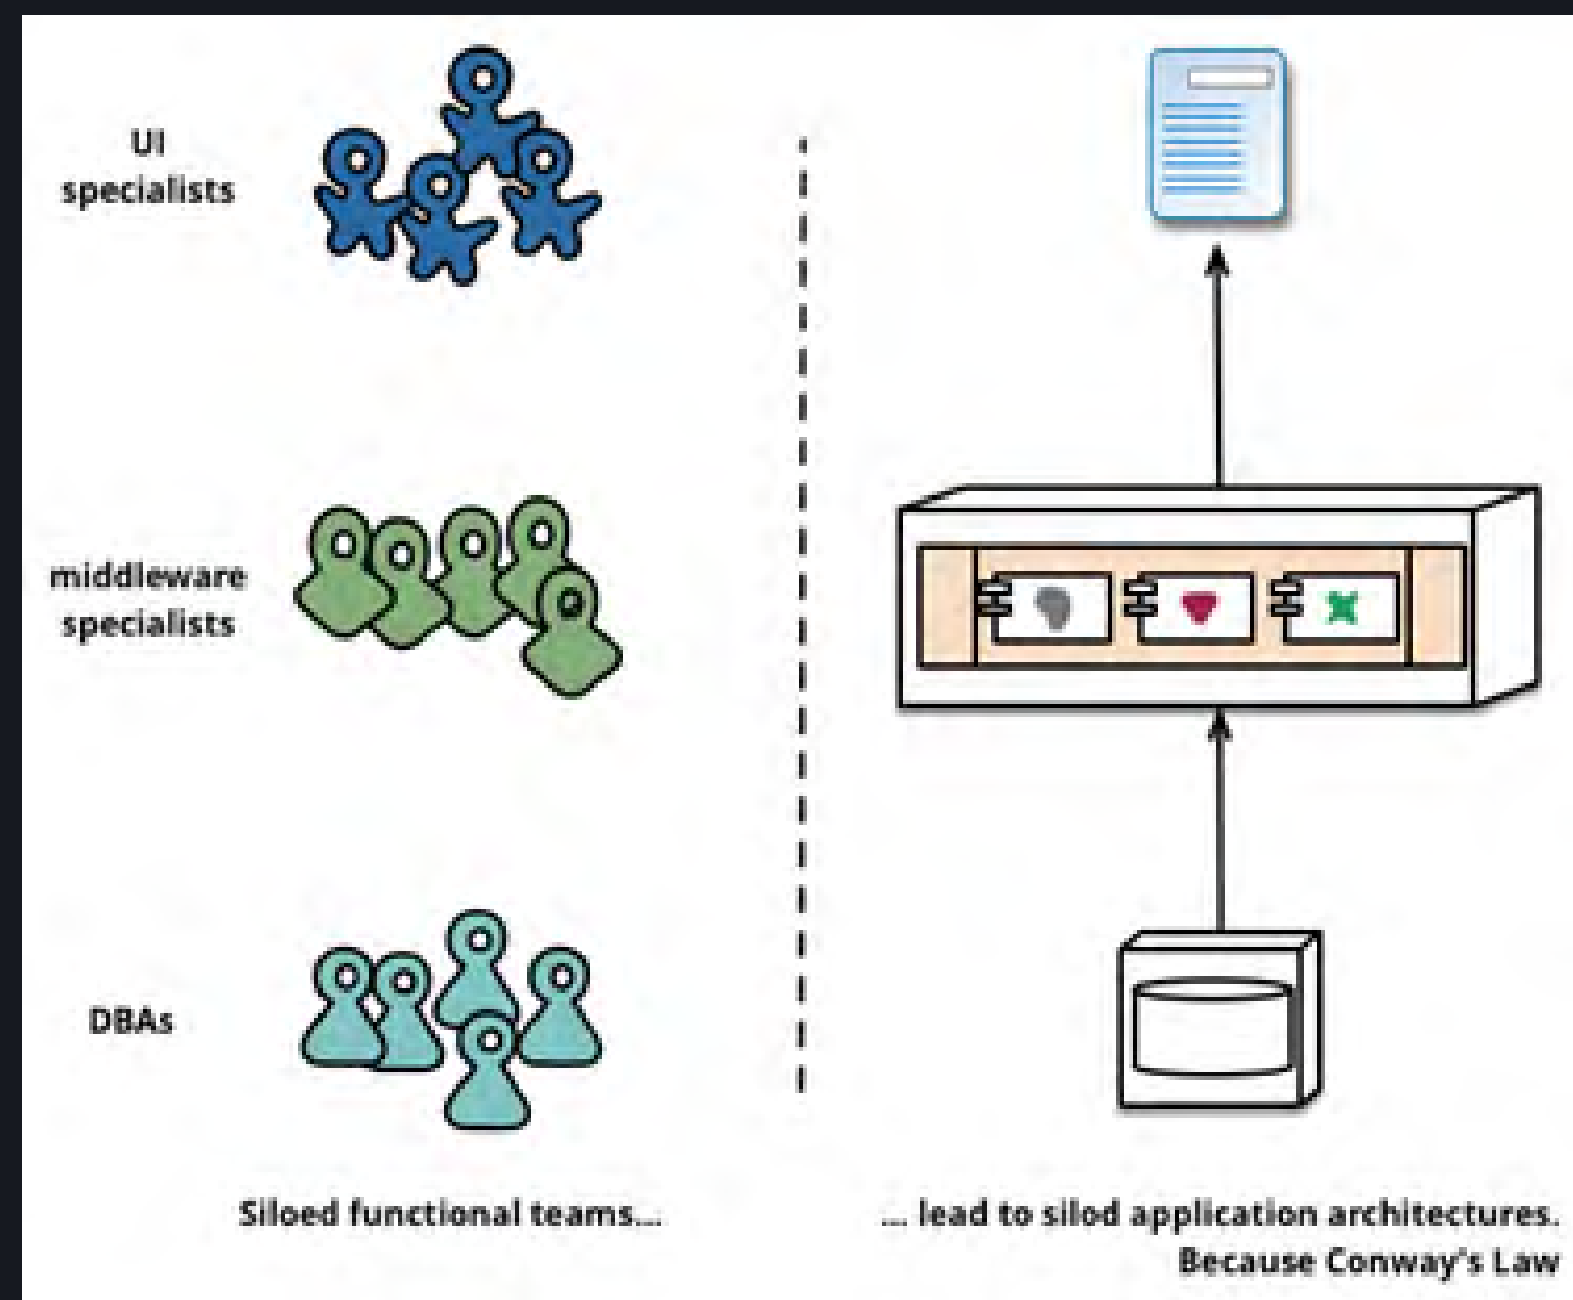 UI
specialists
middleware
specialists
DBAs
Siloed functional teams...
... lead to silod application architectures.
Because Conway's Law